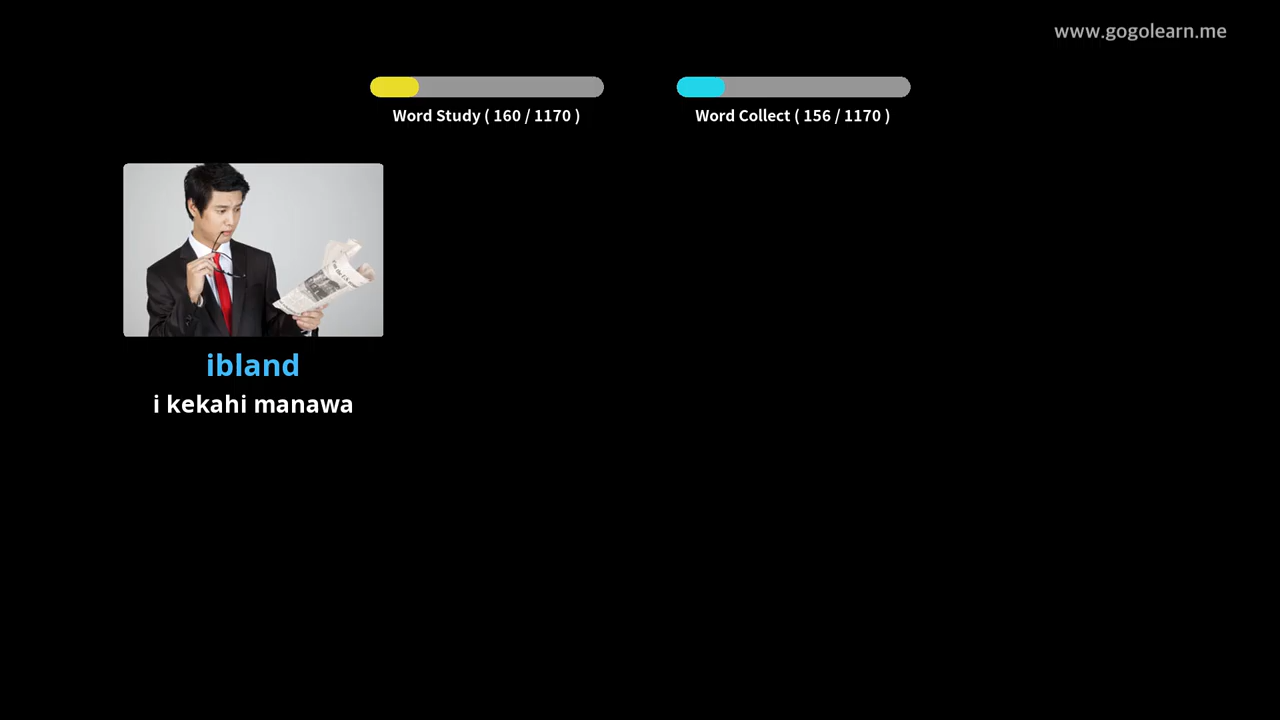 www.gogolearn.me
Word Study ( 160 / 1170 )
Word Collect ( 156 / 1170 )
ibland
i kekahi manawa